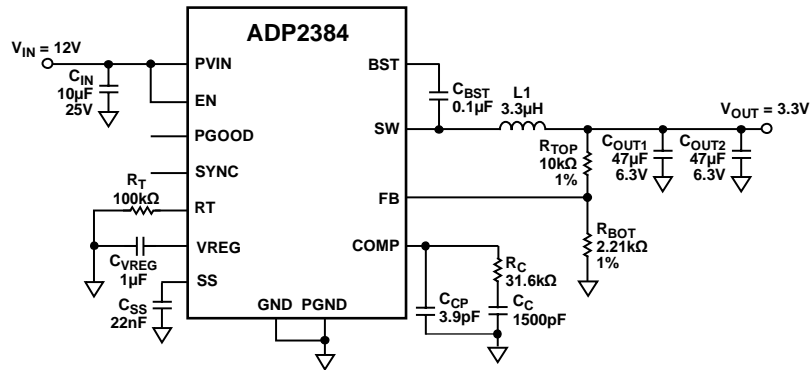 ADP2384
V_IN = 12V
C_IN
10µF
25V
PVIN
EN
PGOOD
SYNC
R_T
100kΩ
RT
VREG
C_VREG
1µF
SS
C_SS
22nF
GND PGND
BST
C_BST
0.1µF
L1
3.3µH
SW
V_OUT = 3.3V
R_TOP
10kΩ
1%
C_OUT1
47µF
6.3V
C_OUT2
47µF
6.3V
FB
R_BOT
2.21kΩ
1%
COMP
R_C
31.6kΩ
C_CP
3.9pF
C_C
1500pF